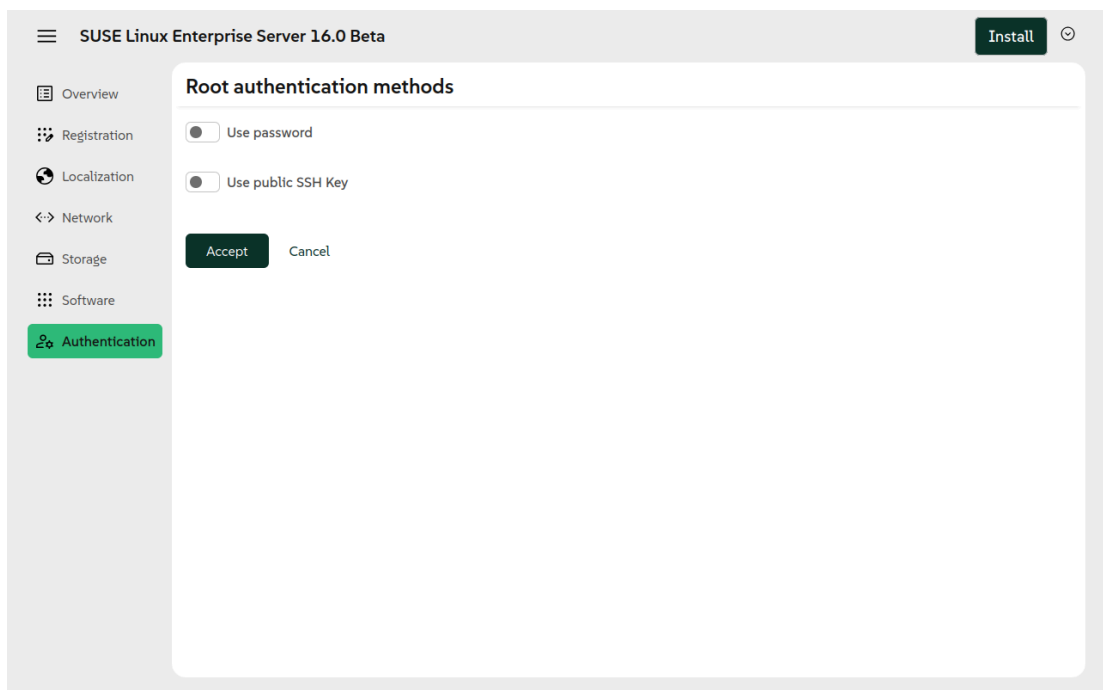 SUSE Linux Enterprise Server 16.0 Beta
Install
Overview
Registration
Localization
Network
Storage
Software
Authentication
Root authentication methods
Use password
Use public SSH Key
Accept Cancel